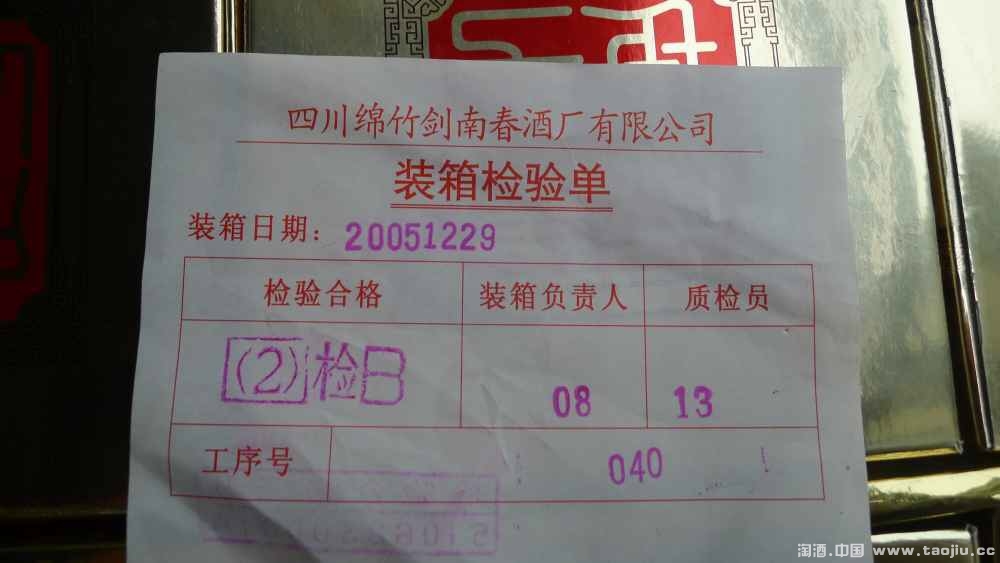 四川绵竹剑南春酒厂有限公司
装箱检验单
装箱日期：20051229
检验合格 装箱负责人 质检员
(2)检 08 13
工序号 040
淘酒.中国 www.taojiu.cc